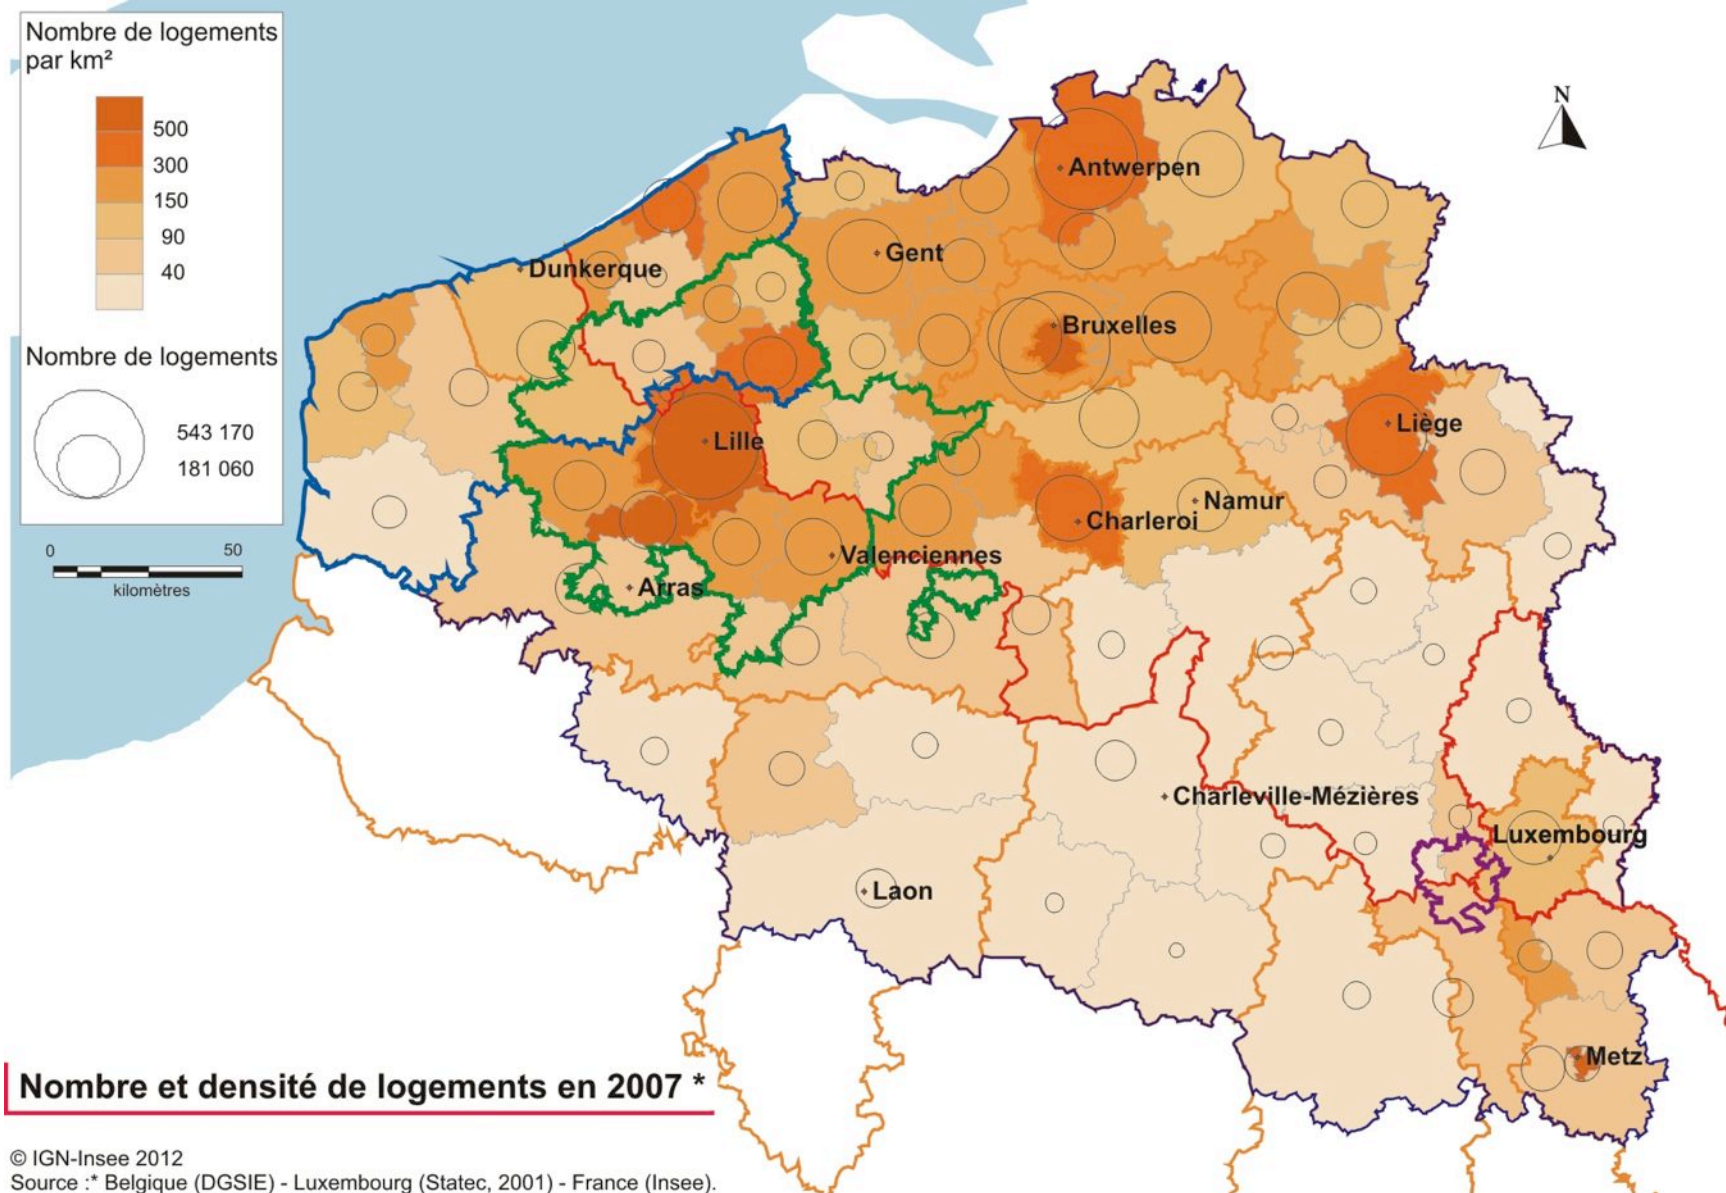 Nombre de logements
par km²
500
300
150
90
40
Nombre de logements
543 170
181 060
0 50
kilomètres
N
Antwerpen
Gent
Dunkerque
Bruxelles
Liège
Lille
Namur
Charleroi
Valenciennes
Arras
Charleville-Mézières
Luxembourg
Laon
Metz
Nombre et densité de logements en 2007 *
© IGN-Insee 2012
Source :* Belgique (DGSIE) - Luxembourg (Statec, 2001) - France (Insee).